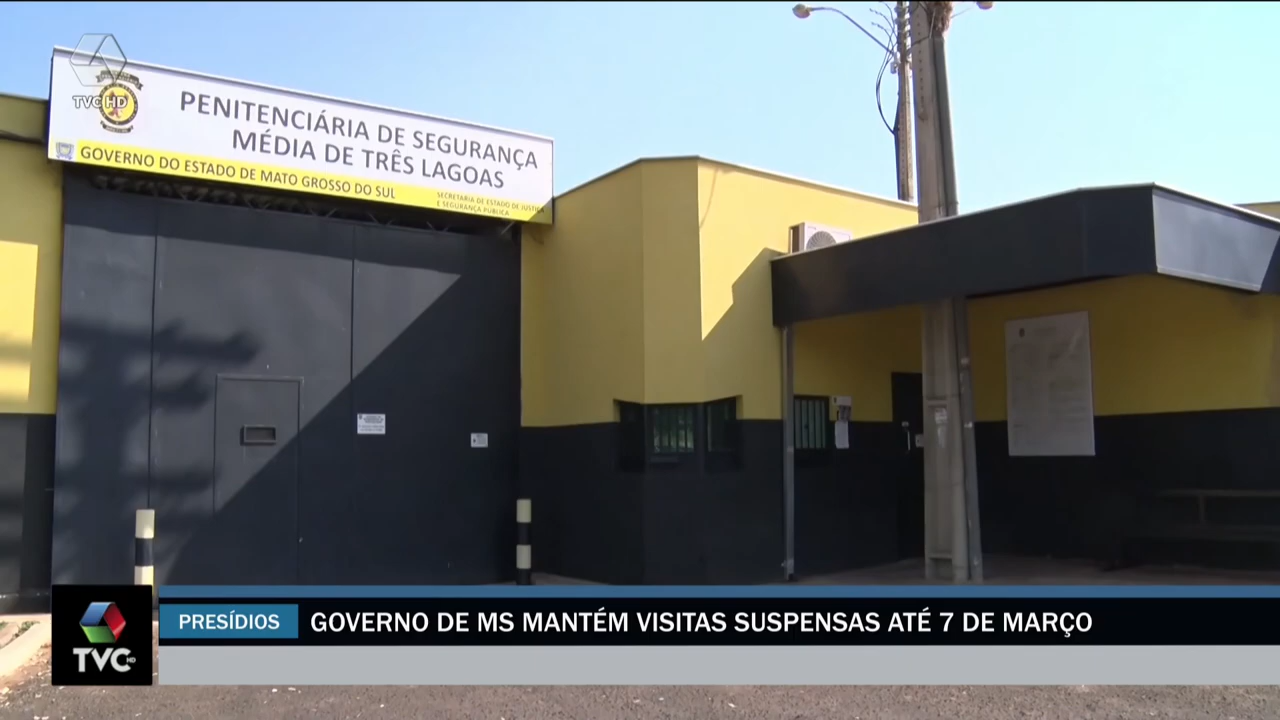 TVC HD
PENITENCIÁRIA DE SEGURANÇA
MÉDIA DE TRÊS LAGOAS
GOVERNO DO ESTADO DE MATO GROSSO DO SUL
SECRETARIA DE ESTADO DE JUSTIÇA
E SEGURANÇA PÚBLICA
PRESÍDIOS
GOVERNO DE MS MANTÉM VISITAS SUSPENSAS ATÉ 7 DE MARÇO
TVC HD